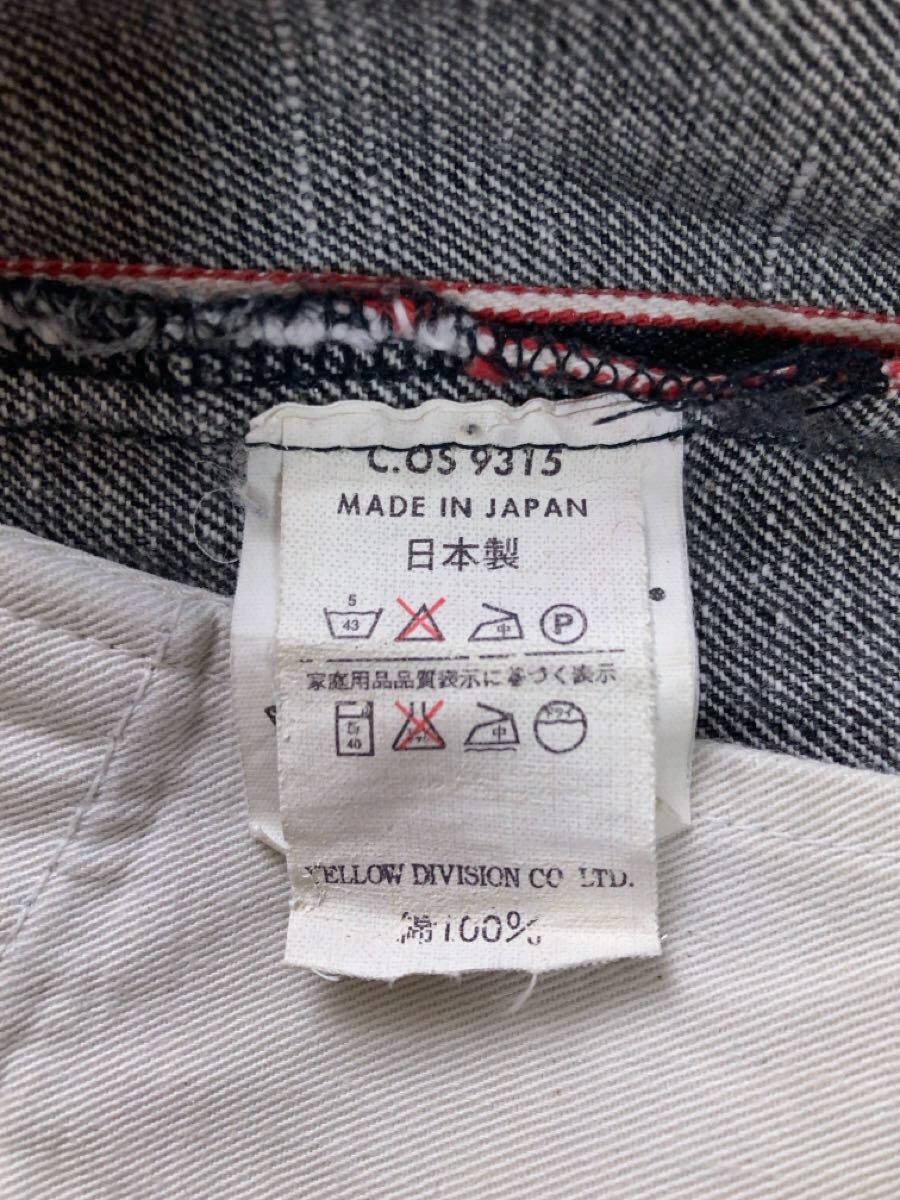 C.OS 9315
MADE IN JAPAN
日本製
5 43 中 P
家庭用品品質表示に基づく表示
40 中 ドライ
YELLOW DIVISION CO LTD.
綿100%